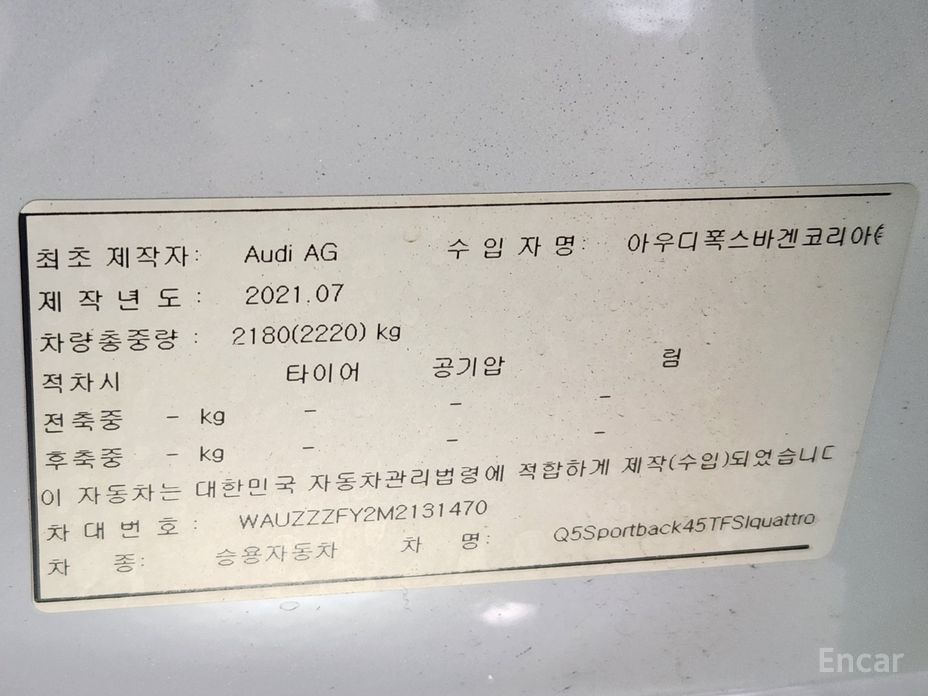 최초 제작자: Audi AG 수 입 자 명: 아우디폭스바겐코리아
제 작 년 도 : 2021.07
차량총중량 : 2180(2220) kg
적차시 타이어 공기압 림
전축중 - kg - - -
후축중 - kg - - -
이 자동차는 대한민국 자동차관리법령에 적합하게 제작(수입)되었습니
차 대 번 호 : WAUZZZFY2M2131470
차 종: 승용자동차 차 명: Q5Sportback45TFSIquattro
Encar